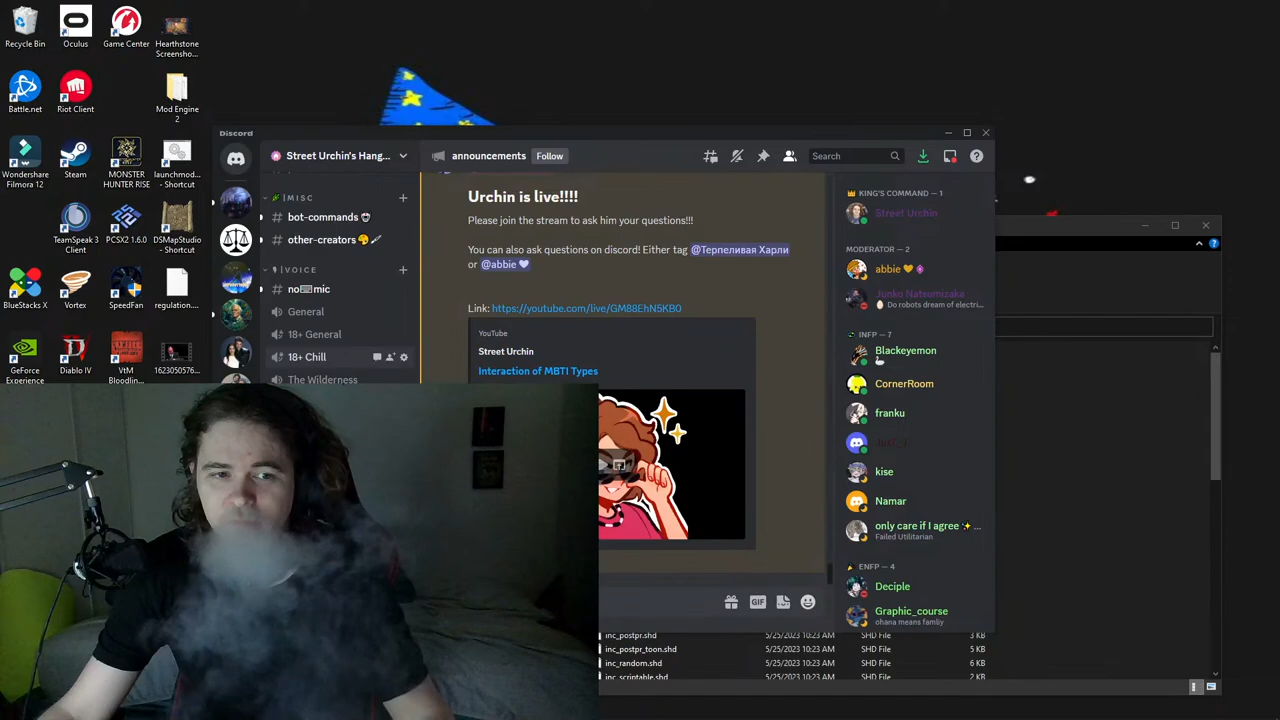 Recycle Bin
Oculus
Game Center
Hearthstone
Screensho...
Battle.net
Riot Client
Mod Engine
2
Wondershare
Filmora 12
Steam
MONSTER
HUNTER RISE
launchmod...
- Shortcut
TeamSpeak 3
Client
PCSX2 1.6.0
DSMapStudio
- Shortcut
BlueStacks X
Vortex
SpeedFan
regulation....
GeForce
Experience
Diablo IV
VtM
Bloodlin...
1623050576...
Discord
Street Urchin's Hang...
MISC
bot-commands
other-creators
VOICE
no mic
General
18+ General
18+ Chill
The Wilderness
announcements
Follow
Search
Urchin is live!!!!
Please join the stream to ask him your questions!!!
You can also ask questions on discord! Either tag @Терпеливая Харли
or @abbie
Link: https://youtube.com/live/GM88EhN5KB0
YouTube
Street Urchin
Interaction of MBTI Types
GIF
KING'S COMMAND — 1
Street Urchin
MODERATOR — 2
abbie
Junko Natsumizaka
Do robots dream of electri...
INFP — 7
Blackeyemon
CornerRoom
franku
kise
Namar
only care if I agree ...
Failed Utilitarian
ENFP — 4
Deciple
Graphic_course
ohana means famliy
inc_postpr.shd 5/25/2023 10:23 AM SHD File 3 KB
inc_postpr_toon.shd 5/25/2023 10:23 AM SHD File 5 KB
inc_random.shd 5/25/2023 10:23 AM SHD File 6 KB
inc_scriptable.shd 5/25/2023 10:23 AM SHD File 2 KB